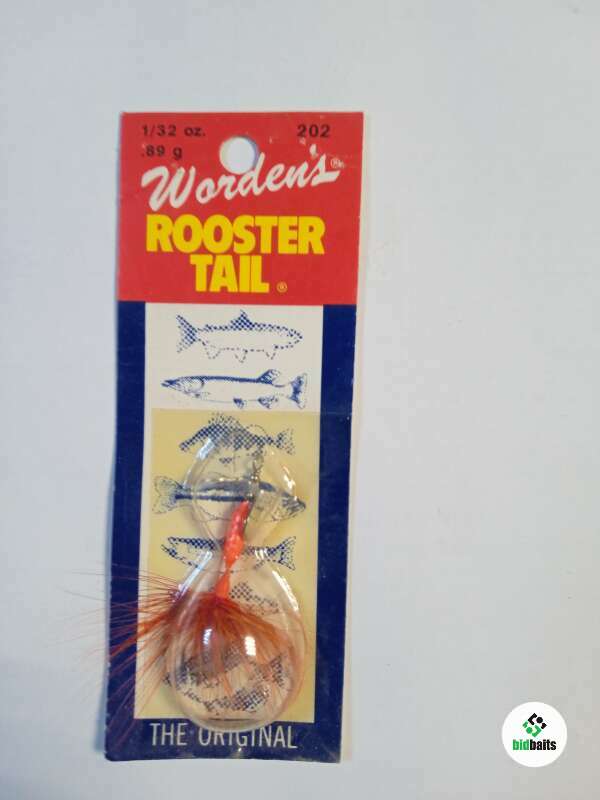 1/32 oz. 202
.89 g
Worden's®
ROOSTER
TAIL®
THE ORIGINAL
bidbaits